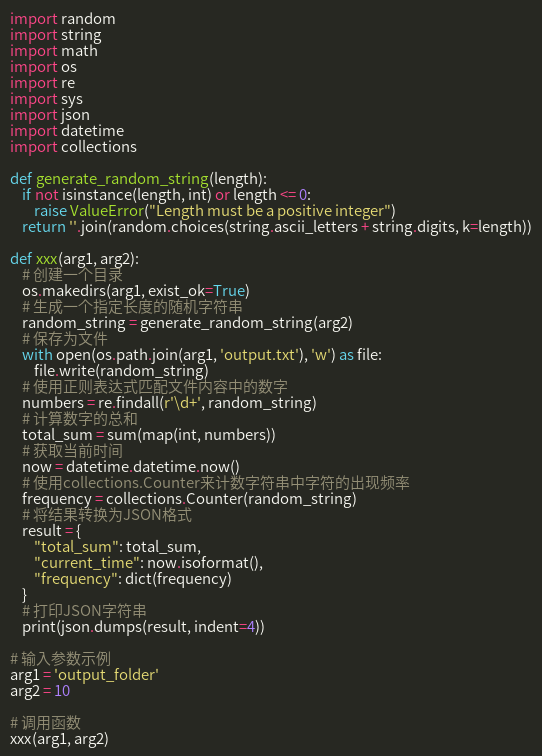 import random
import string
import math
import os
import re
import sys
import json
import datetime
import collections

def generate_random_string(length):
    if not isinstance(length, int) or length <= 0:
        raise ValueError("Length must be a positive integer")
    return ''.join(random.choices(string.ascii_letters + string.digits, k=length))

def xxx(arg1, arg2):
    # 创建一个目录
    os.makedirs(arg1, exist_ok=True)
    # 生成一个指定长度的随机字符串
    random_string = generate_random_string(arg2)
    # 保存为文件
    with open(os.path.join(arg1, 'output.txt'), 'w') as file:
        file.write(random_string)
    # 使用正则表达式匹配文件内容中的数字
    numbers = re.findall(r'\d+', random_string)
    # 计算数字的总和
    total_sum = sum(map(int, numbers))
    # 获取当前时间
    now = datetime.datetime.now()
    # 使用collections.Counter来计数字符串中字符的出现频率
    frequency = collections.Counter(random_string)
    # 将结果转换为JSON格式
    result = {
        "total_sum": total_sum,
        "current_time": now.isoformat(),
        "frequency": dict(frequency)
    }
    # 打印JSON字符串
    print(json.dumps(result, indent=4))

# 输入参数示例
arg1 = 'output_folder'
arg2 = 10

# 调用函数
xxx(arg1, arg2)